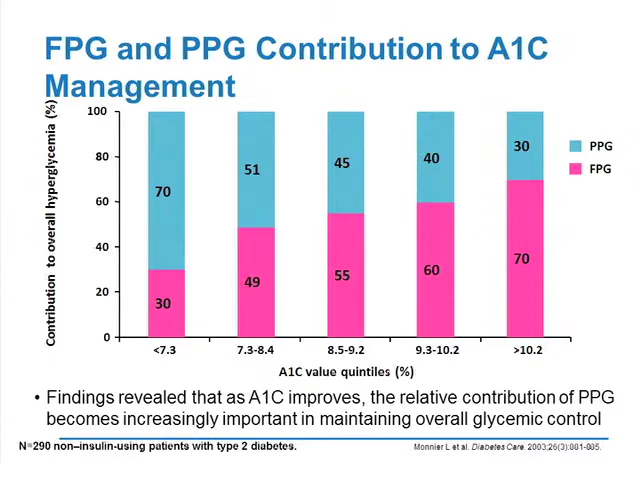 FPG and PPG Contribution to A1C
Management
Contribution to overall hyperglycemia (%)
100
80
60
40
20
0
70
51
45
40
30
30
49
55
60
70
PPG
FPG
<7.3
7.3-8.4
8.5-9.2
9.3-10.2
>10.2
A1C value quintiles (%)
• Findings revealed that as A1C improves, the relative contribution of PPG
becomes increasingly important in maintaining overall glycemic control
N=290 non–insulin-using patients with type 2 diabetes.
Monnier L et al. Diabetes Care. 2003;26(3):881-885.